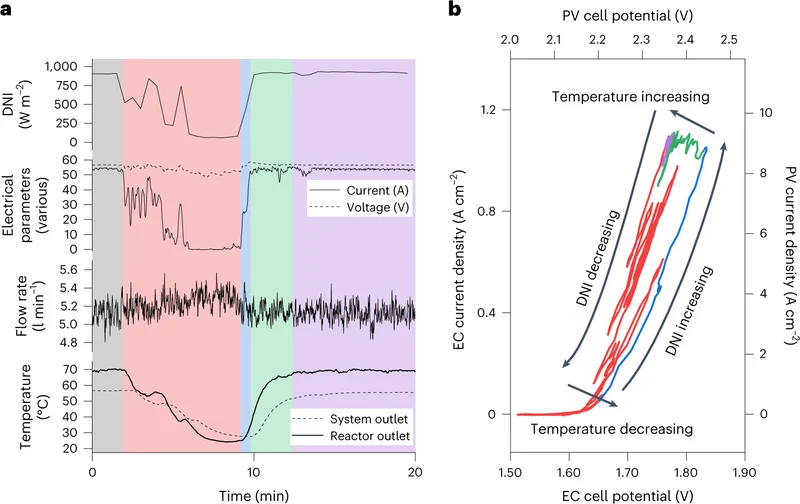 a
DNI
(W m⁻²)
1,000
750
500
250
0
Electrical
parameters
(various)
60
50
40
30
20
10
0
Current (A)
Voltage (V)
Flow rate
(l min⁻¹)
5.6
5.4
5.2
5.0
4.8
Temperature
(°C)
70
60
50
40
30
20
System outlet
Reactor outlet
0
10
20
Time (min)
b
PV cell potential (V)
2.0
2.1
2.2
2.3
2.4
2.5
EC current density (A cm⁻²)
1.2
0.8
0.4
0
PV current density (A cm⁻²)
10
8
6
4
2
0
Temperature increasing
DNI decreasing
DNI increasing
Temperature decreasing
1.50
1.60
1.70
1.80
1.90
EC cell potential (V)